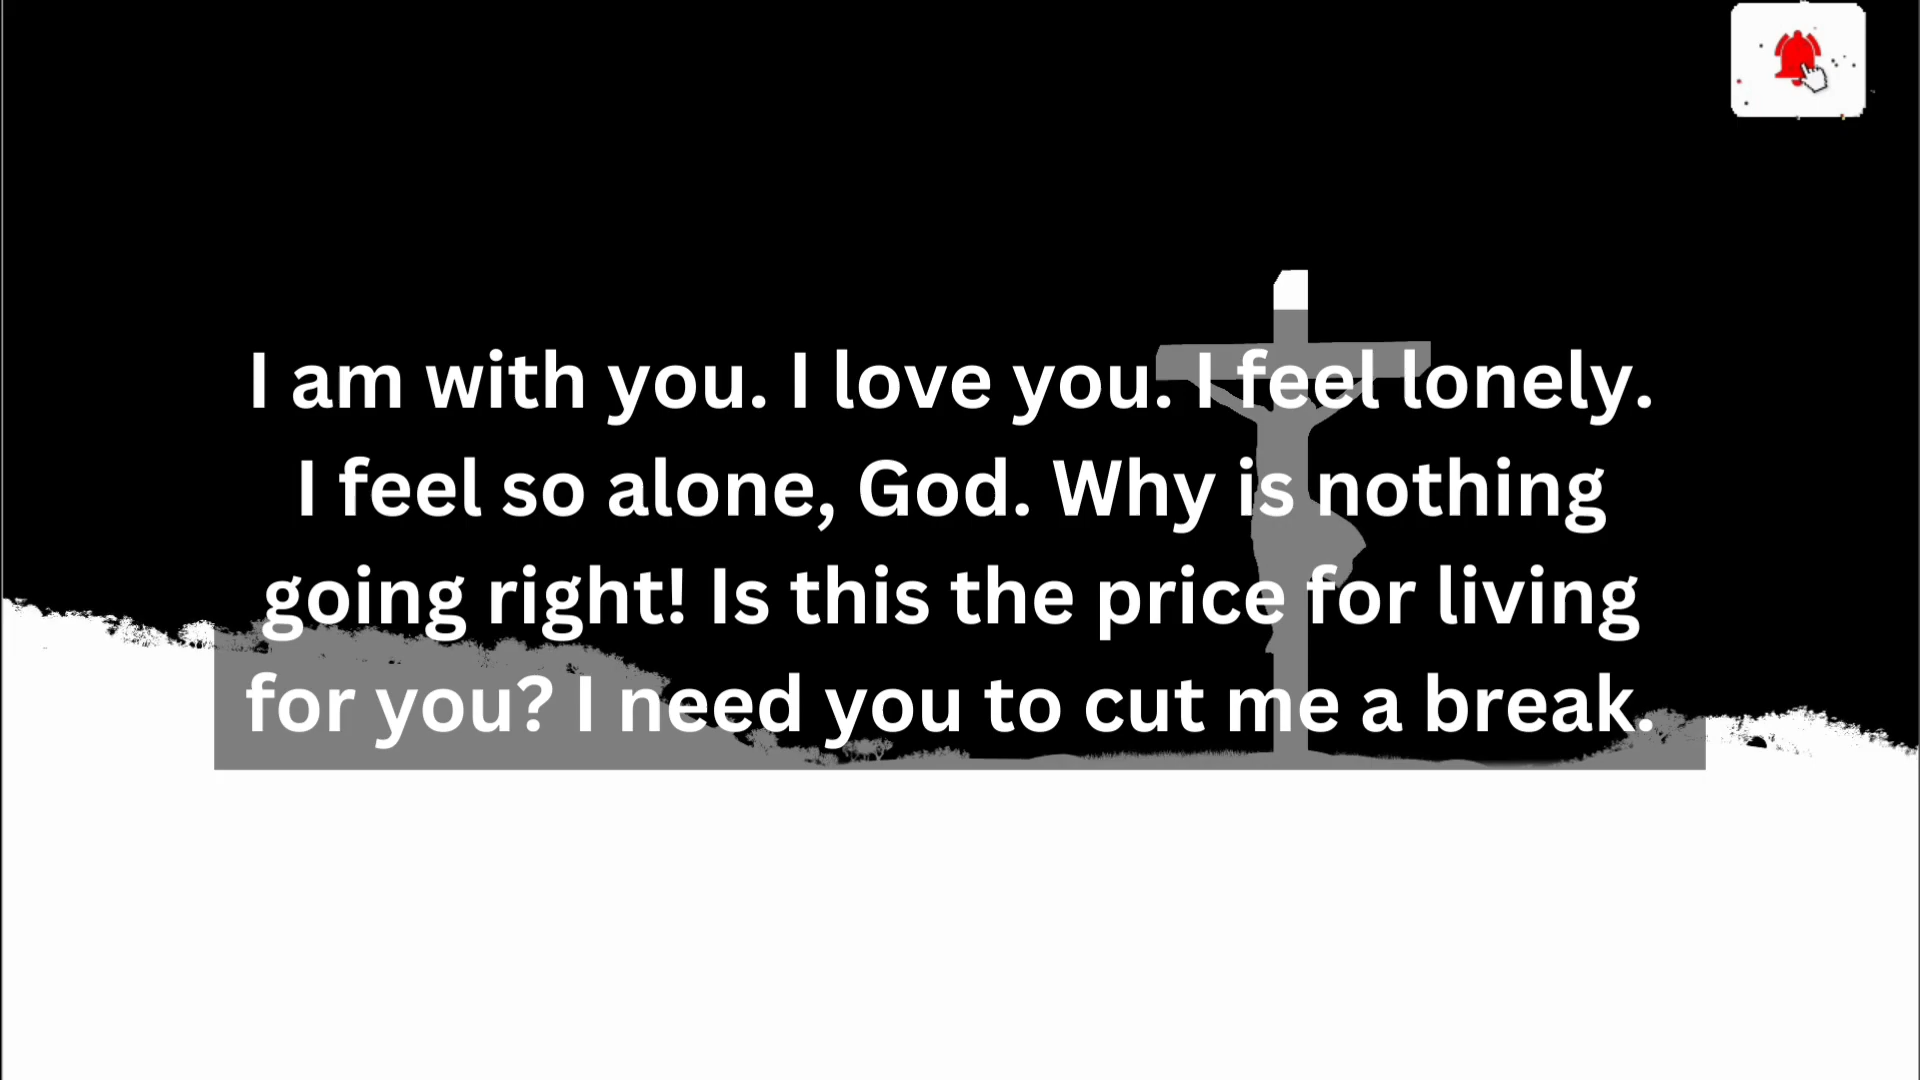 I am with you. I love you. I feel lonely.
I feel so alone, God. Why is nothing
going right! Is this the price for living
for you? I need you to cut me a break.